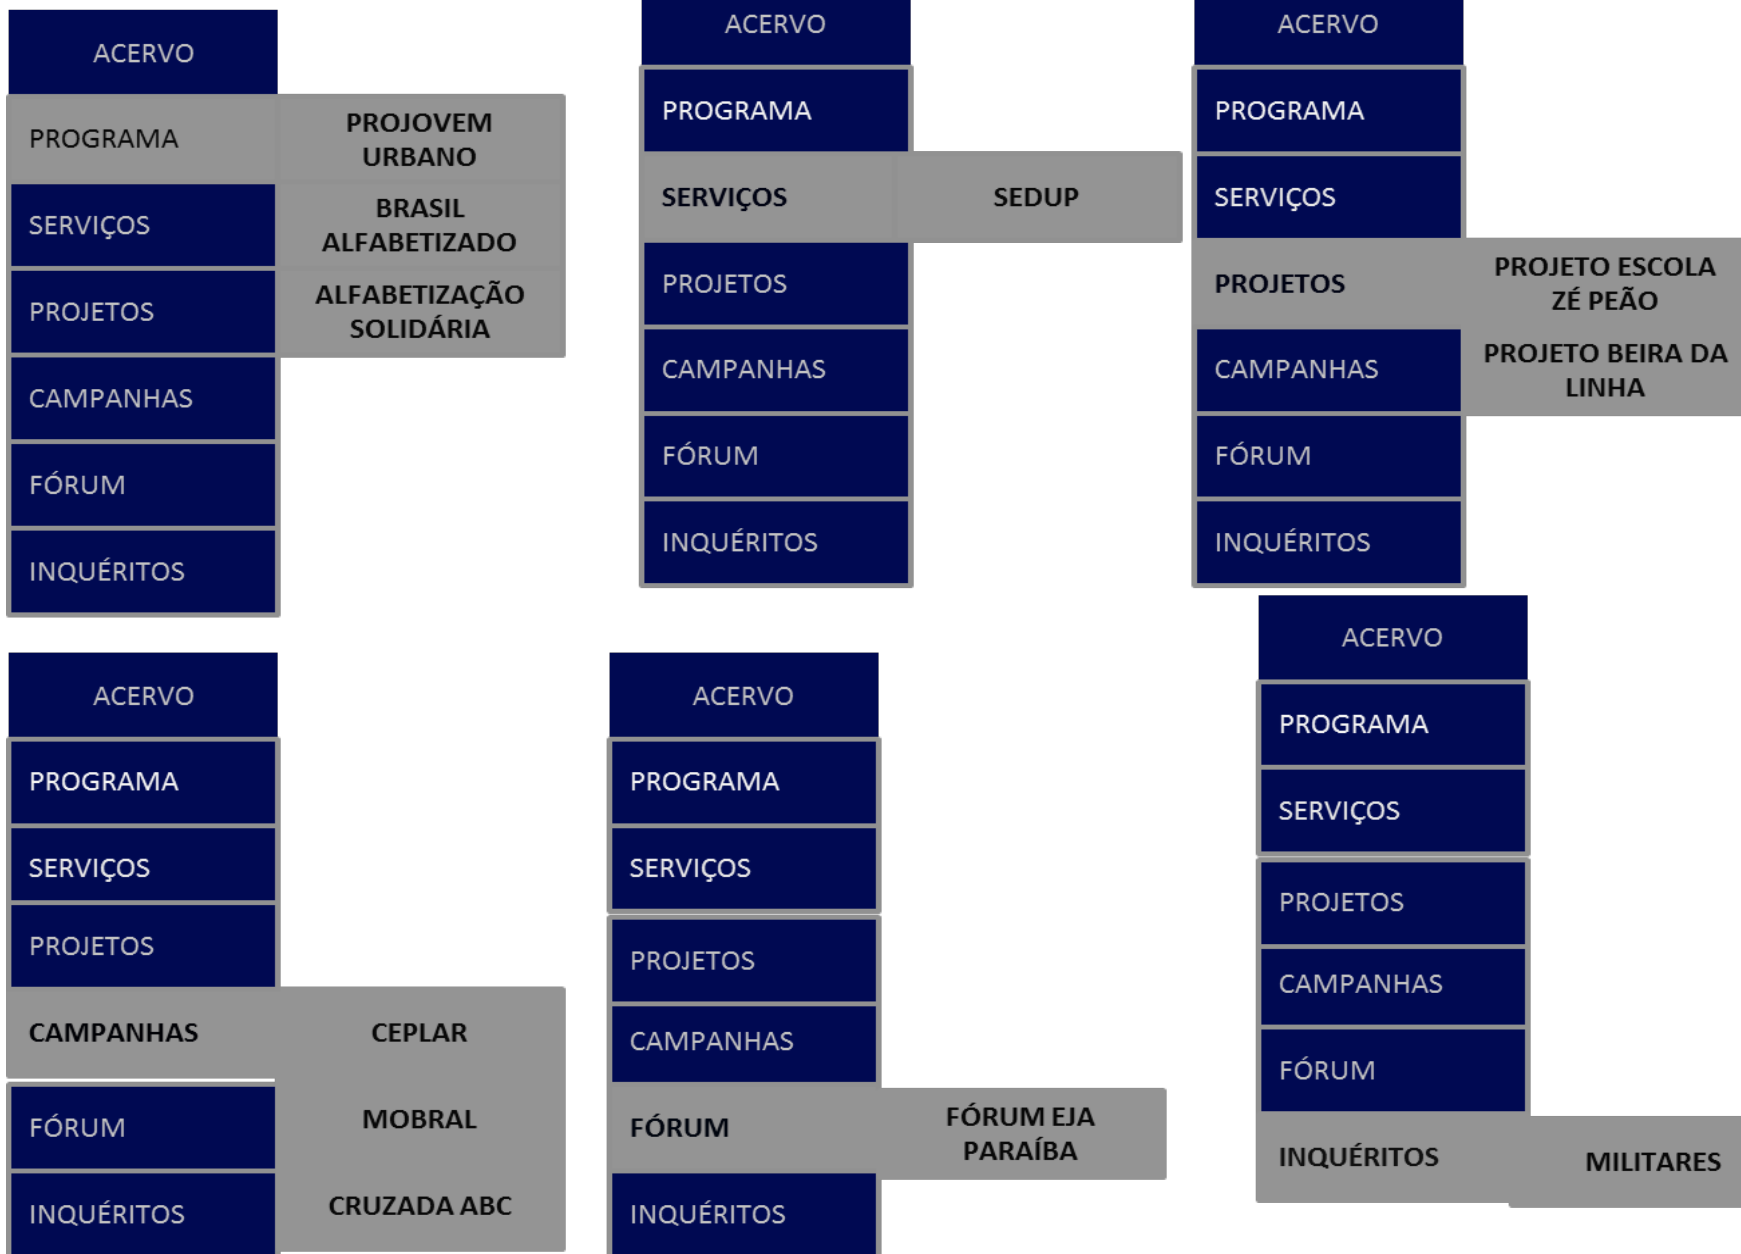 ACERVO
PROGRAMA
PROJOVEM
URBANO
SERVIÇOS
BRASIL
ALFABETIZADO
PROJETOS
ALFABETIZAÇÃO
SOLIDÁRIA
CAMPANHAS
FÓRUM
INQUÉRITOS
ACERVO
PROGRAMA
SERVIÇOS
SEDUP
PROJETOS
CAMPANHAS
FÓRUM
INQUÉRITOS
ACERVO
PROGRAMA
SERVIÇOS
PROJETOS
PROJETO ESCOLA
ZÉ PEÃO
CAMPANHAS
PROJETO BEIRA DA
LINHA
FÓRUM
INQUÉRITOS
ACERVO
PROGRAMA
SERVIÇOS
PROJETOS
CAMPANHAS
CEPLAR
FÓRUM
MOBRAL
INQUÉRITOS
CRUZADA ABC
ACERVO
PROGRAMA
SERVIÇOS
PROJETOS
CAMPANHAS
FÓRUM
FÓRUM EJA
PARAÍBA
INQUÉRITOS
ACERVO
PROGRAMA
SERVIÇOS
PROJETOS
CAMPANHAS
FÓRUM
INQUÉRITOS
MILITARES